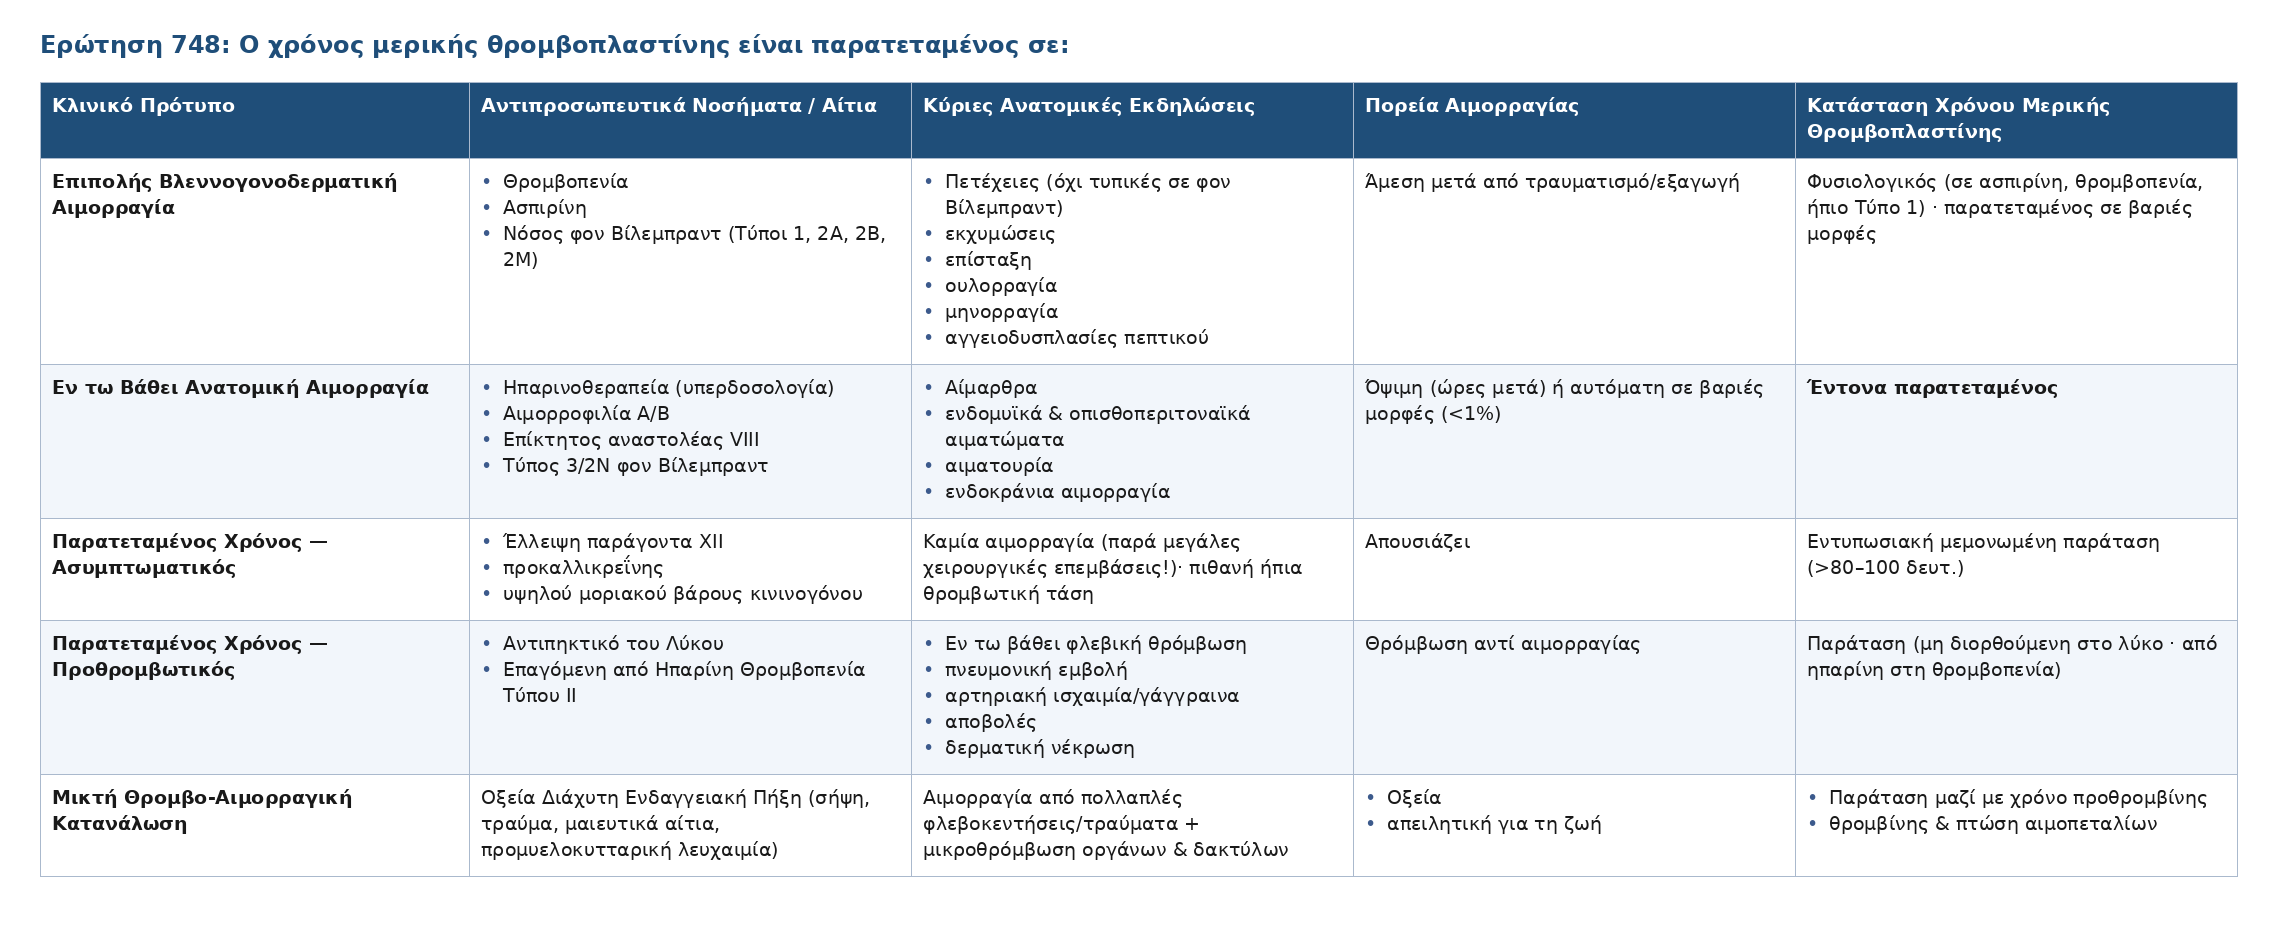 Ερώτηση 748: Ο χρόνος μερικής θρομβοπλαστίνης είναι παρατεταμένος σε:
Κλινικό Πρότυπο
Αντιπροσωπευτικά Νοσήματα / Αίτια
Κύριες Ανατομικές Εκδηλώσεις
Πορεία Αιμορραγίας
Κατάσταση Χρόνου Μερικής
Θρομβοπλαστίνης
Επιπολής Βλεννογονοδερματική
Αιμορραγία
• Θρομβοπενία
• Ασπιρίνη
• Νόσος φον Βίλεμπραντ (Τύποι 1, 2A, 2B,
2M)
• Πετέχειες (όχι τυπικές σε φον
Βίλεμπραντ)
• εκχυμώσεις
• επίσταξη
• ουλορραγία
• μηνορραγία
• αγγειοδυσπλασίες πεπτικού
Άμεση μετά από τραυματισμό/εξαγωγή
Φυσιολογικός (σε ασπιρίνη, θρομβοπενία,
ήπιο Τύπο 1) · παρατεταμένος σε βαριές
μορφές
Εν τω Βάθει Ανατομική Αιμορραγία
• Ηπαρινοθεραπεία (υπερδοσολογία)
• Αιμορροφιλία A/B
• Επίκτητος αναστολέας VIII
• Τύπος 3/2N φον Βίλεμπραντ
• Αίμαρθρα
• ενδομυϊκά & οπισθοπεριτοναϊκά
αιματώματα
• αιματουρία
• ενδοκράνια αιμορραγία
Όψιμη (ώρες μετά) ή αυτόματη σε βαριές
μορφές (<1%)
Έντονα παρατεταμένος
Παρατεταμένος Χρόνος —
Ασυμπτωματικός
• Έλλειψη παράγοντα XII
• προκαλλικρεΐνης
• υψηλού μοριακού βάρους κινινογόνου
Καμία αιμορραγία (παρά μεγάλες
χειρουργικές επεμβάσεις!)· πιθανή ήπια
θρομβωτική τάση
Απουσιάζει
Εντυπωσιακή μεμονωμένη παράταση
(>80–100 δευτ.)
Παρατεταμένος Χρόνος —
Προθρομβωτικός
• Αντιπηκτικό του Λύκου
• Επαγόμενη από Ηπαρίνη Θρομβοπενία
Τύπου II
• Εν τω βάθει φλεβική θρόμβωση
• πνευμονική εμβολή
• αρτηριακή ισχαιμία/γάγγραινα
• αποβολές
• δερματική νέκρωση
Θρόμβωση αντί αιμορραγίας
Παράταση (μη διορθούμενη στο λύκο · από
ηπαρίνη στη θρομβοπενία)
Μικτή Θρομβο-Αιμορραγική
Κατανάλωση
Οξεία Διάχυτη Ενδαγγειακή Πήξη (σήψη,
τραύμα, μαιευτικά αίτια,
προμυελοκυτταρική λευχαιμία)
Αιμορραγία από πολλαπλές
φλεβοκεντήσεις/τραύματα +
μικροθρόμβωση οργάνων & δακτύλων
• Οξεία
• απειλητική για τη ζωή
• Παράταση μαζί με χρόνο προθρομβίνης
• θρομβίνης & πτώση αιμοπεταλίων